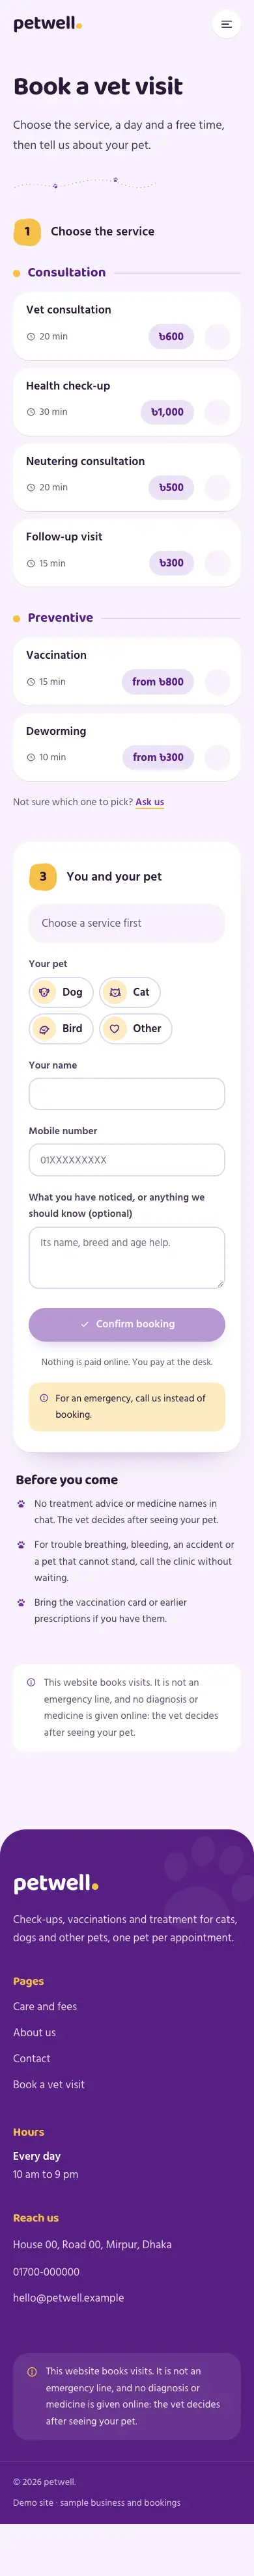 petwell.
Book a vet visit
Choose the service, a day and a free time,
then tell us about your pet.
1 Choose the service
Consultation
Vet consultation
20 min ৳600
Health check-up
30 min ৳1,000
Neutering consultation
20 min ৳500
Follow-up visit
15 min ৳300
Preventive
Vaccination
15 min from ৳800
Deworming
10 min from ৳300
Not sure which one to pick? Ask us
3 You and your pet
Choose a service first
Your pet
Dog Cat
Bird Other
Your name
Mobile number
01XXXXXXXXX
What you have noticed, or anything we
should know (optional)
Its name, breed and age help.
Confirm booking
Nothing is paid online. You pay at the desk.
For an emergency, call us instead of
booking.
Before you come
No treatment advice or medicine names in
chat. The vet decides after seeing your pet.
For trouble breathing, bleeding, an accident or
a pet that cannot stand, call the clinic without
waiting.
Bring the vaccination card or earlier
prescriptions if you have them.
This website books visits. It is not an
emergency line, and no diagnosis or
medicine is given online: the vet decides
after seeing your pet.
petwell.
Check-ups, vaccinations and treatment for cats,
dogs and other pets, one pet per appointment.
Pages
Care and fees
About us
Contact
Book a vet visit
Hours
Every day
10 am to 9 pm
Reach us
House 00, Road 00, Mirpur, Dhaka
01700-000000
hello@petwell.example
This website books visits. It is not an
emergency line, and no diagnosis or
medicine is given online: the vet decides
after seeing your pet.
© 2026 petwell.
Demo site · sample business and bookings